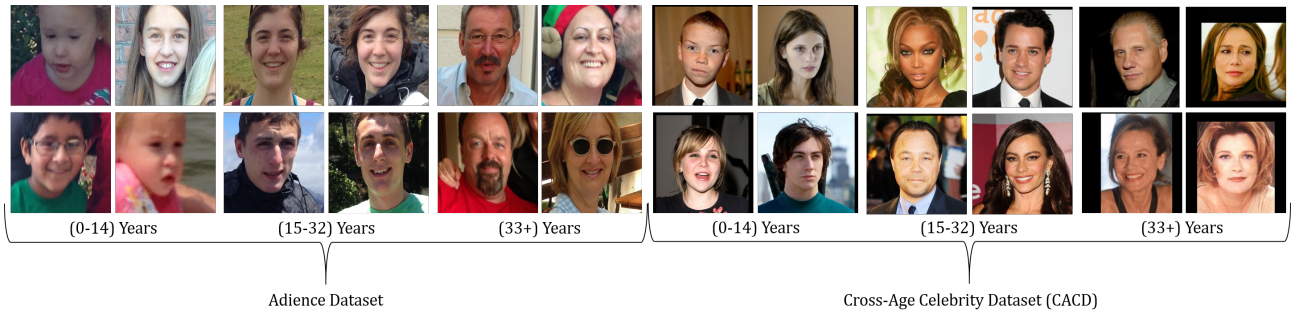 (0-14) Years
(15-32) Years
(33+) Years
(0-14) Years
(15-32) Years
(33+) Years
Adience Dataset
Cross-Age Celebrity Dataset (CACD)